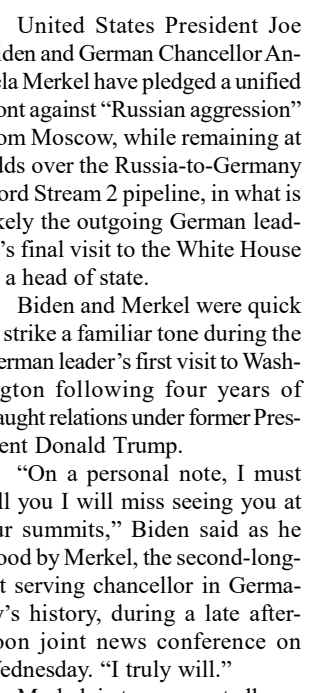 United States President Joe
iden and German Chancellor An-
ela Merkel have pledged a unified
ont against “Russian aggression”
om Moscow, while remaining at
dds over the Russia-to-Germany
ord Stream 2 pipeline, in what is
kely the outgoing German lead-
’s final visit to the White House
a head of state.
Biden and Merkel were quick
strike a familiar tone during the
erman leader’s first visit to Wash-
gton following four years of
aught relations under former Pres-
ent Donald Trump.
“On a personal note, I must
ll you I will miss seeing you at
ur summits,” Biden said as he
ood by Merkel, the second-long-
t serving chancellor in Germa-
y’s history, during a late after-
oon joint news conference on
ednesday. “I truly will.”